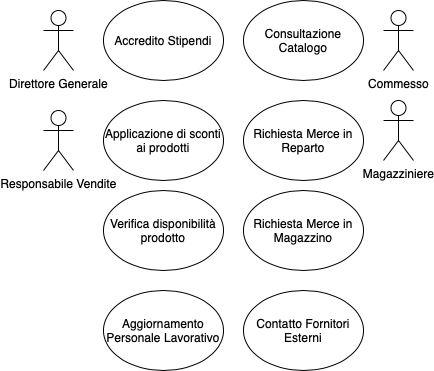 Accredito Stipendi
Consultazione
Catalogo
Direttore Generale
Commesso
Applicazione di sconti
ai prodotti
Richiesta Merce in
Reparto
Responsabile Vendite
Magazziniere
Verifica disponibilità
prodotto
Richiesta Merce in
Magazzino
Aggiornamento
Personale Lavorativo
Contatto Fornitori
Esterni